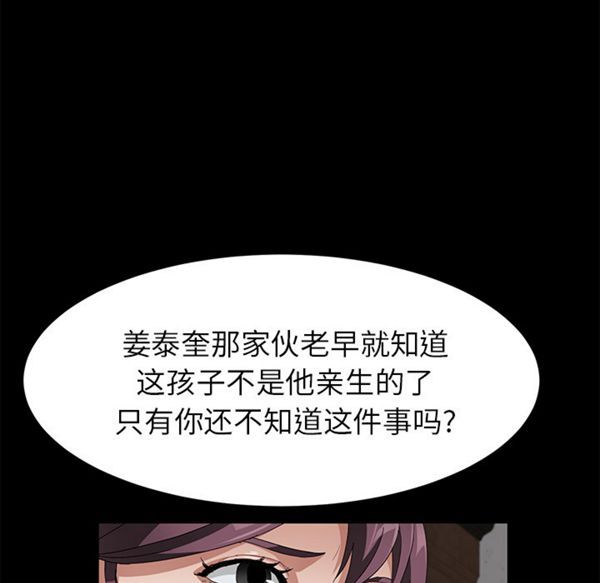 姜泰奎那家伙老早就知道
这孩子不是他亲生的了
只有你还不知道这件事吗?